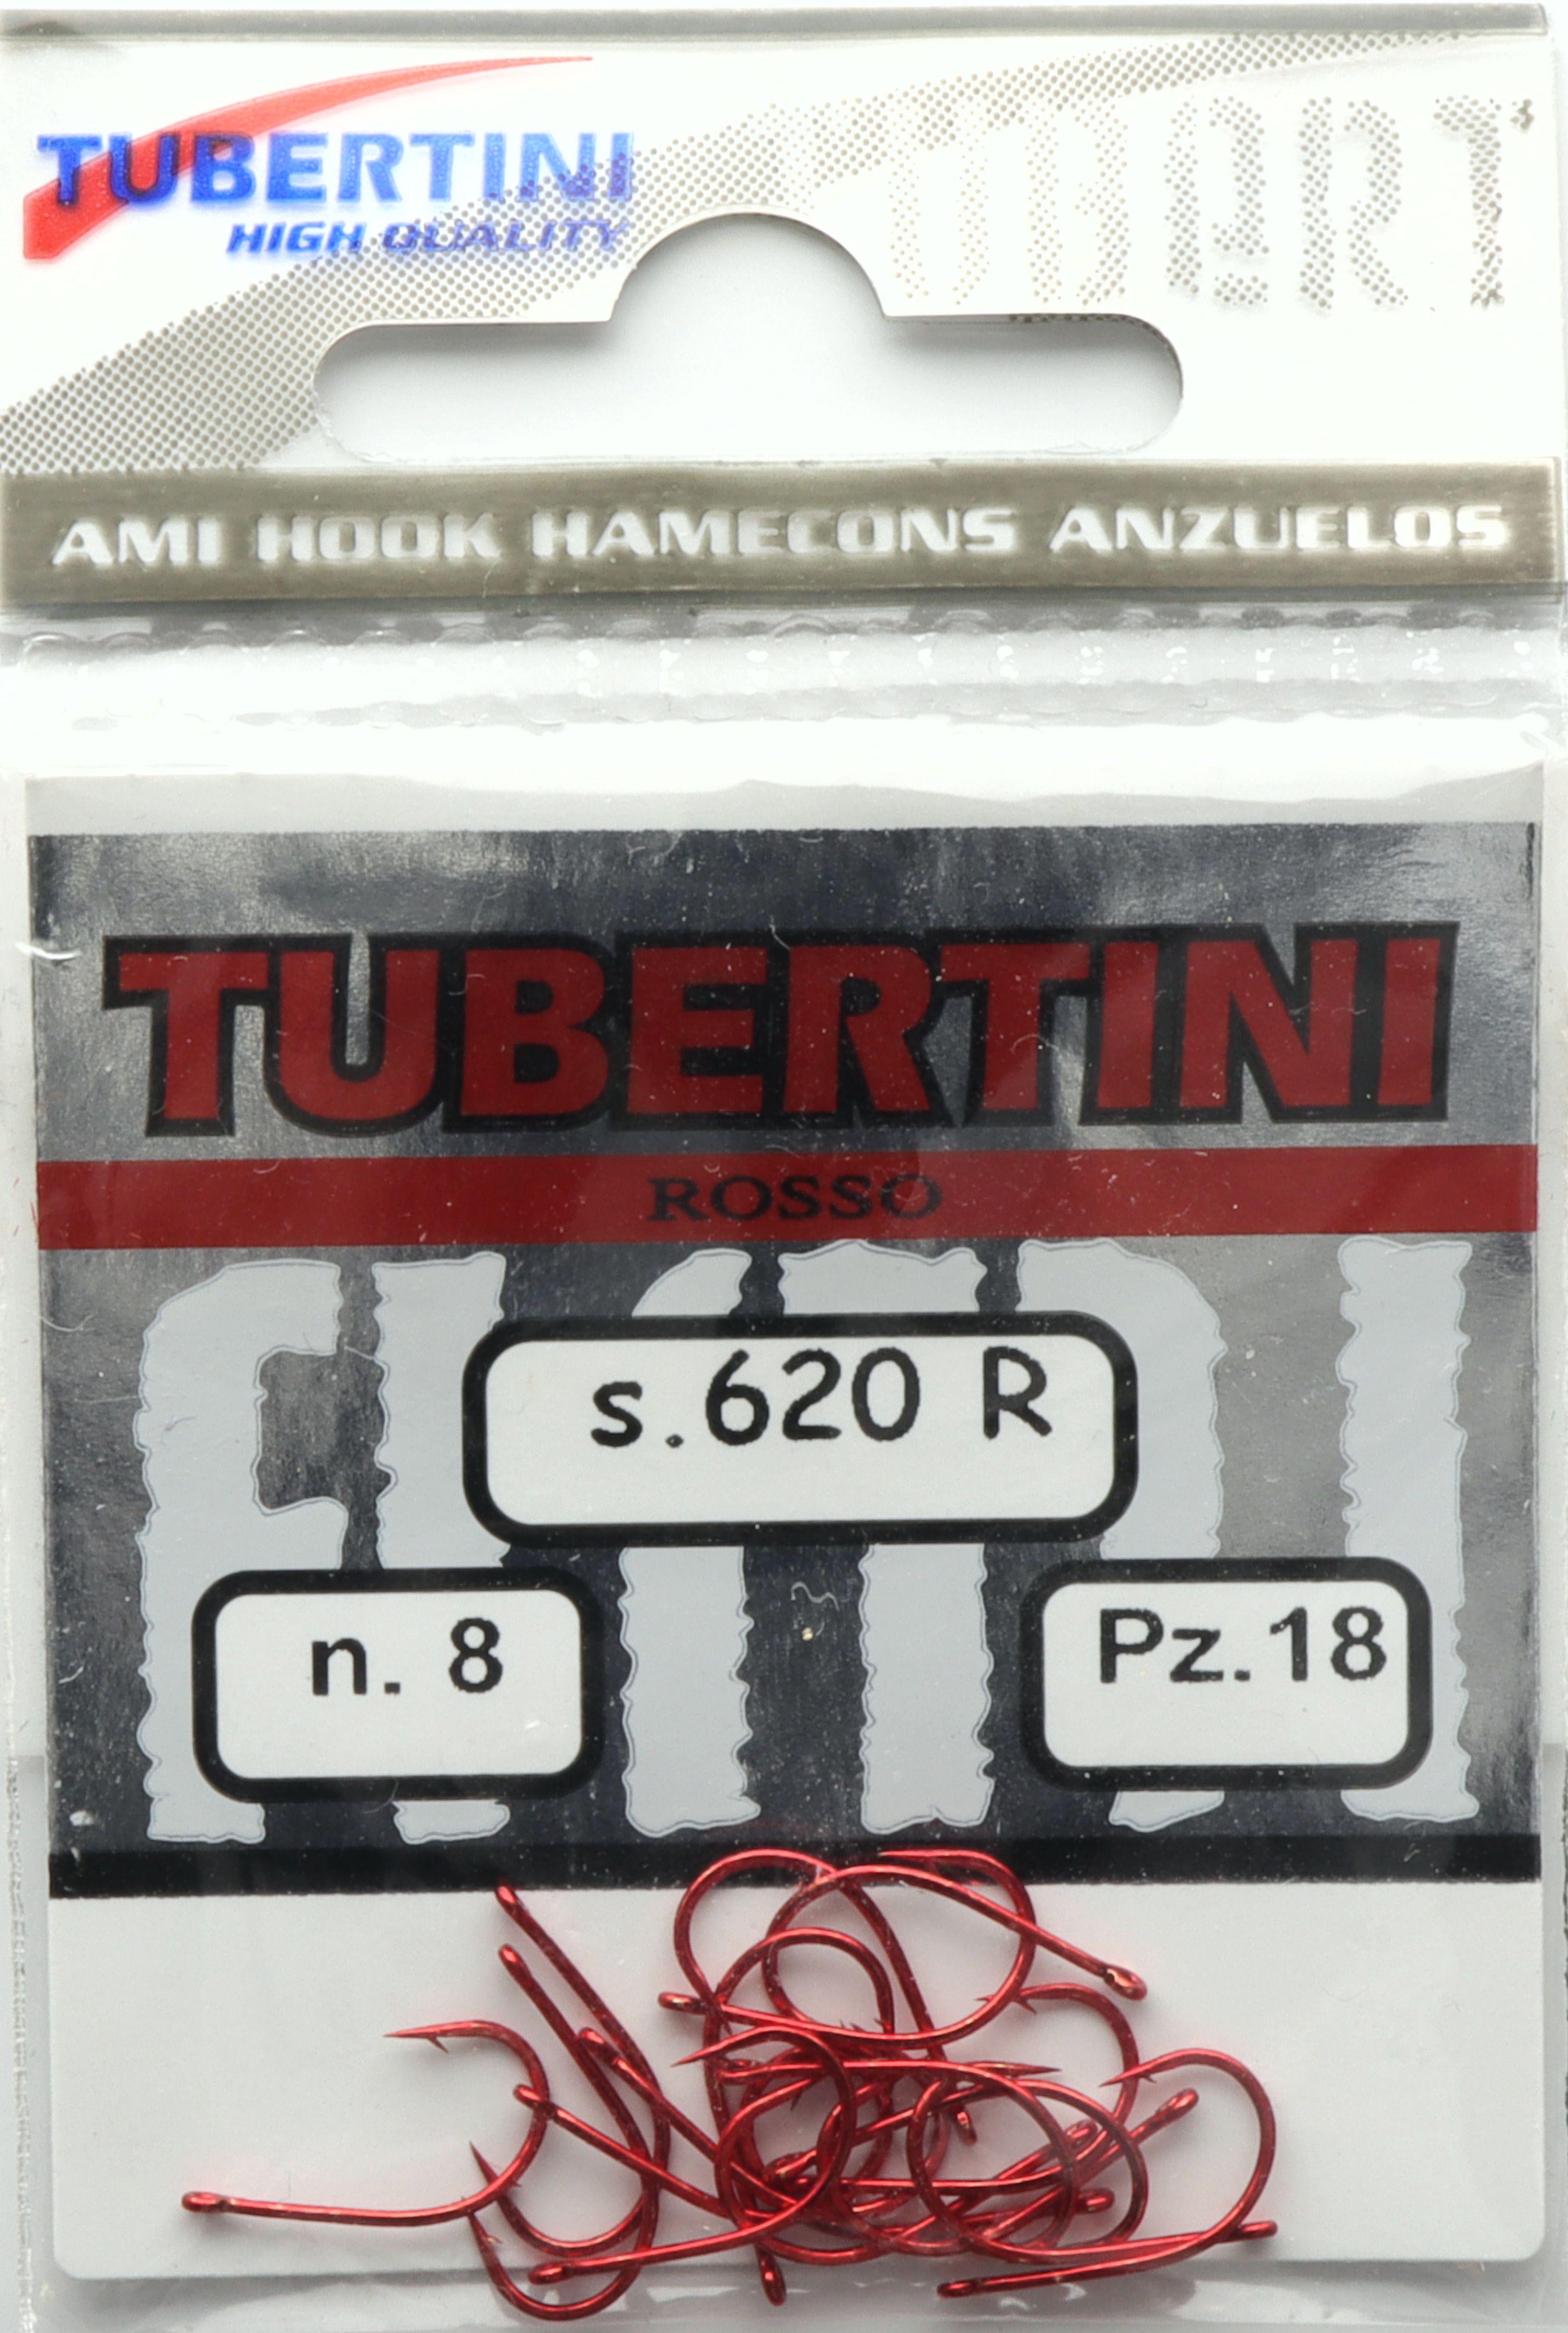 TUBERTINI
HIGH QUALITY
AMI HOOK HAMECONS ANZUELOS
TUBERTINI
ROSSO
s.620 R
n. 8
Pz.18